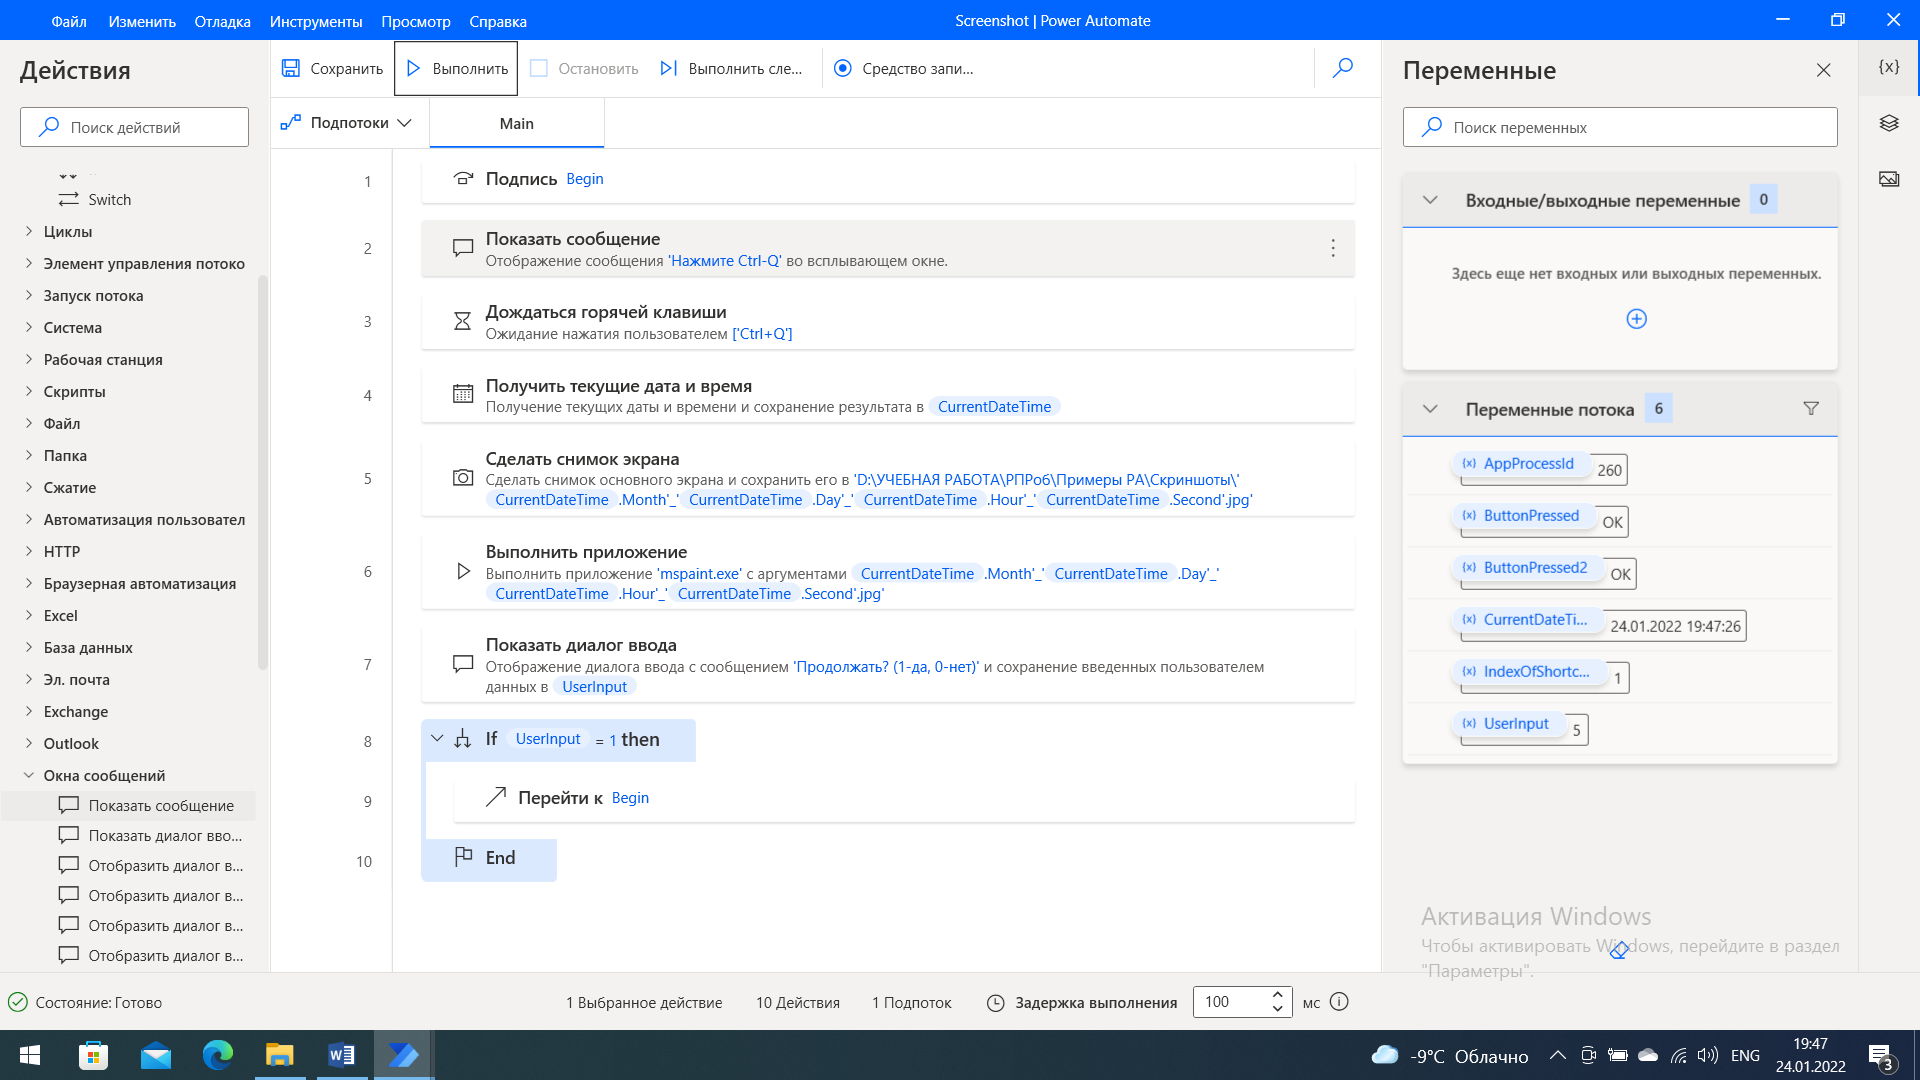 Файл Изменить Отладка Инструменты Просмотр Справка
Screenshot | Power Automate
Действия
Поиск действий
Switch
Циклы
Элемент управления потоко
Запуск потока
Система
Рабочая станция
Скрипты
Файл
Папка
Сжатие
Автоматизация пользовател
HTTP
Браузерная автоматизация
Excel
База данных
Эл. почта
Exchange
Outlook
Окна сообщений
Показать сообщение
Показать диалог вво...
Отобразить диалог в...
Отобразить диалог в...
Отобразить диалог в...
Отобразить диалог в...
Сохранить Выполнить Остановить Выполнить сле... Средство запи...
Подпотоки Main
1 Подпись Begin
2 Показать сообщение
Отображение сообщения 'Нажмите Ctrl-Q' во всплывающем окне.
3 Дождаться горячей клавиши
Ожидание нажатия пользователем ['Ctrl+Q']
4 Получить текущие дата и время
Получение текущих даты и времени и сохранение результата в CurrentDateTime
5 Сделать снимок экрана
Сделать снимок основного экрана и сохранить его в 'D:\УЧЕБНАЯ РАБОТА\РПРоб\Примеры PA\Скриншоты\'
CurrentDateTime .Month'_' CurrentDateTime .Day'_' CurrentDateTime .Hour'_' CurrentDateTime .Second'.jpg'
6 Выполнить приложение
Выполнить приложение 'mspaint.exe' с аргументами CurrentDateTime .Month'_' CurrentDateTime .Day'_'
CurrentDateTime .Hour'_' CurrentDateTime .Second'.jpg'
7 Показать диалог ввода
Отображение диалога ввода с сообщением 'Продолжать? (1-да, 0-нет)' и сохранение введенных пользователем
данных в UserInput
8 If UserInput = 1 then
9 Перейти к Begin
10 End
Переменные
{x}
Поиск переменных
Входные/выходные переменные 0
Здесь еще нет входных или выходных переменных.
Переменные потока 6
{x} AppProcessId 260
{x} ButtonPressed OK
{x} ButtonPressed2 OK
{x} CurrentDateTi... 24.01.2022 19:47:26
{x} IndexOfShortc... 1
{x} UserInput 5
Активация Windows
Чтобы активировать Windows, перейдите в раздел
"Параметры".
Состояние: Готово 1 Выбранное действие 10 Действия 1 Подпоток Задержка выполнения 100 мс
-9°C Облачно ENG
19:47
24.01.2022
3